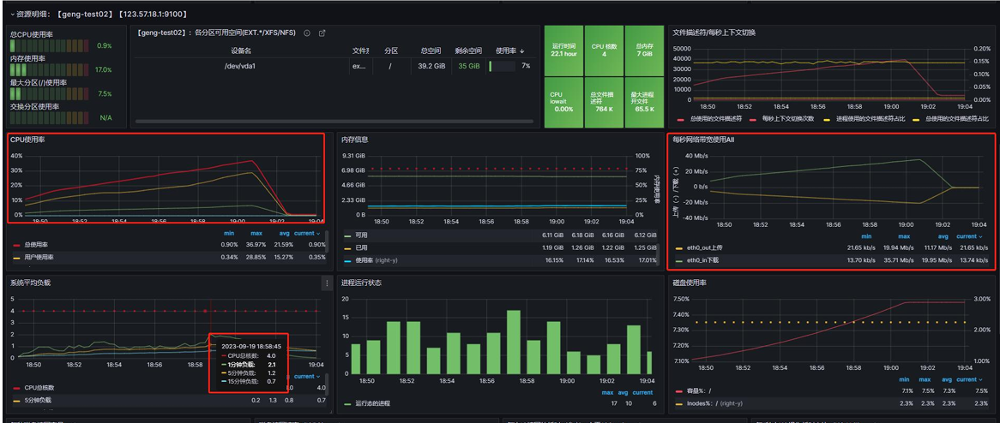 资源明细：【geng-test02】【123.57.18.1:9100】
总CPU使用率
0.9%
内存使用率
17.0%
最大分区(/)使用率
7.5%
交换分区使用率
N/A
【geng-test02】：各分区可用空间(EXT.*/XFS/NFS)
设备名 文件系 分区 总空间 剩余空间 使用率 ↓
/dev/vda1 ex... / 39.2 GiB 35 GiB 7%
运行时间
22.1 hour
CPU 核数
4
总内存
7 GiB
CPU
iowait
0.00%
总文件描
述符
764 K
最大进程
开文件
65.5 K
文件描述符/每秒上下文切换
50000
40000
30000
20000
10000
0
0.20%
0.15%
0.10%
0.05%
0%
18:50 18:52 18:54 18:56 18:58 19:00 19:02 19:04
总使用的文件描述符 每秒上下文切换次数 进程使用的文件描述符占比 总使用的文件描述符占比
CPU使用率
40%
30%
20%
10%
0%
18:50 18:52 18:54 18:56 18:58 19:00 19:02 19:04
min max avg current
总使用率 0.90% 36.97% 21.59% 0.90%
用户使用率 0.34% 28.85% 15.27% 0.35%
内存信息
9.31 GiB
6.98 GiB
4.66 GiB
2.33 GiB
0 B
100%
75%
50%
25%
0%
内存使用率
18:50 18:52 18:54 18:56 18:58 19:00 19:02 19:04
可用 6.11 GiB 6.18 GiB 6.16 GiB 6.12 GiB
已用 1.19 GiB 1.26 GiB 1.22 GiB 1.25 GiB
使用率 (right-y) 16.15% 17.14% 16.53% 17.01%
每秒网络带宽使用All
上传（-）/下载（+）
40 Mb/s
20 Mb/s
0 b/s
-20 Mb/s
-40 Mb/s
18:50 18:52 18:54 18:56 18:58 19:00 19:02 19:04
min max avg current
eth0_out上传 21.65 kb/s 19.94 Mb/s 11.17 Mb/s 21.65 kb/s
eth0_in下载 13.70 kb/s 35.71 Mb/s 19.95 Mb/s 13.74 kb/s
系统平均负载
5
4
3
2
1
0
18:50 18:52 18:54 18:56
19:04
2023-09-19 18:58:45
CPU总核数: 4.0
1分钟负载: 2.1
5分钟负载: 1.2
15分钟负载: 0.7
current
CPU总核数 4.0
5分钟负载 0.2 1.3 0.8 0.7
进程运行状态
20
15
10
5
0
18:50 18:52 18:54 18:56 18:58 19:00 19:02 19:04
max avg current
运行态的进程 17 10 6
磁盘使用率
7.50%
7.40%
7.30%
7.20%
7.10%
3.00%
2.00%
1.00%
18:50 18:52 18:54 18:56 18:58 19:00 19:02 19:04
min max avg current
容量%：/ 7.1% 7.5% 7.3% 7.5%
Inodes%：/ (right-y) 2.3% 2.3% 2.3% 2.3%